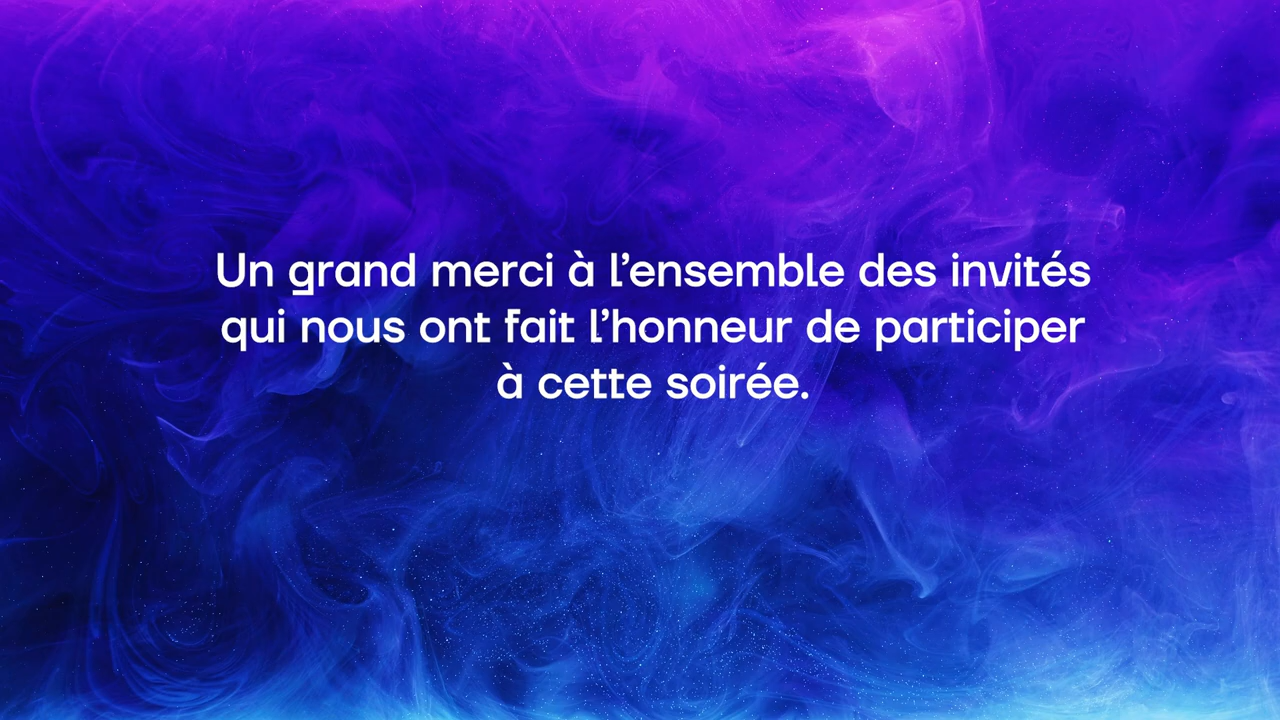 Un grand merci à l’ensemble des invités
qui nous ont fait l’honneur de participer
à cette soirée.